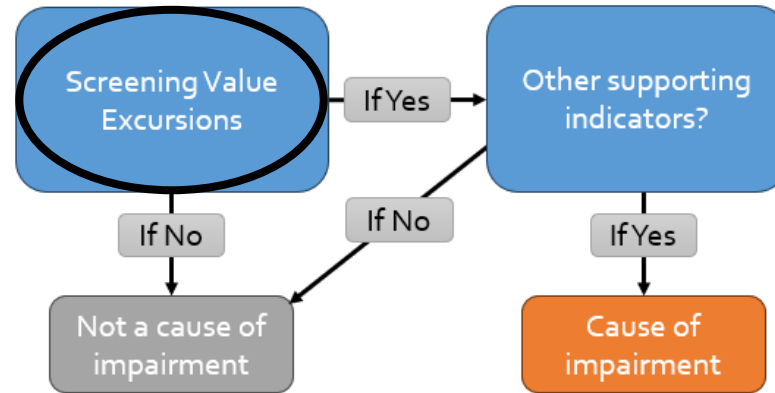 Screening Value
Excursions
If Yes
Other supporting
indicators?
If No
If No
If Yes
Not a cause of
impairment
Cause of
impairment